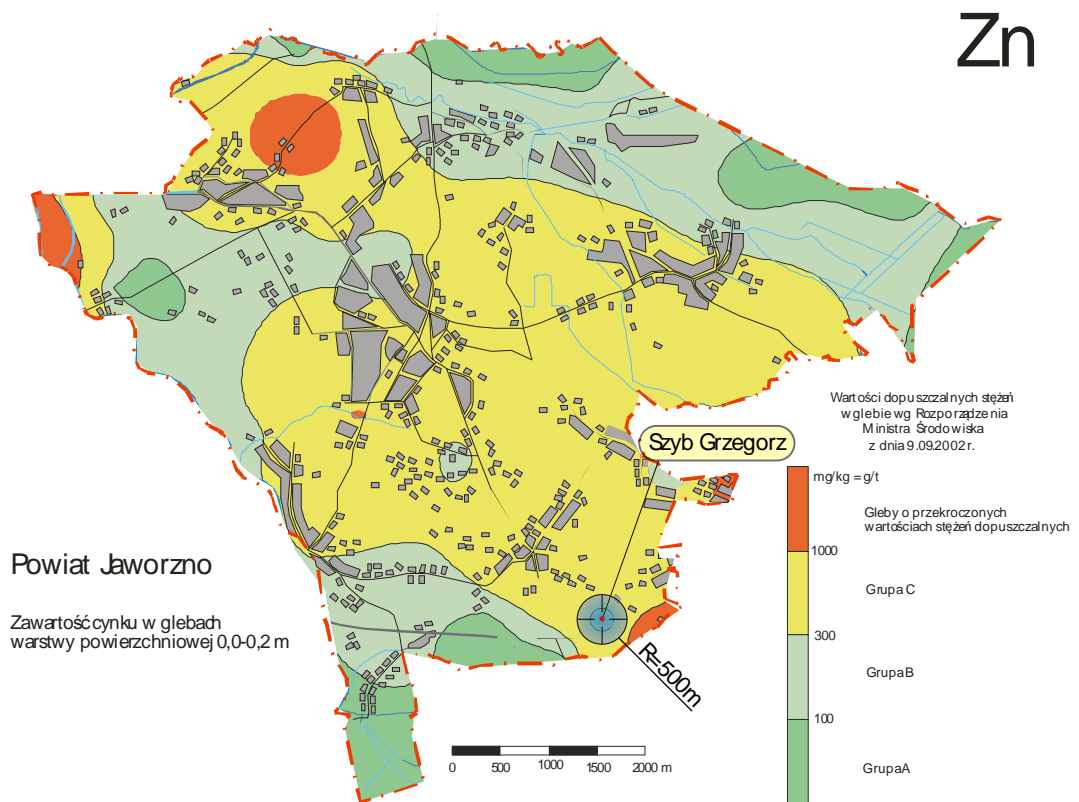 Zn
Wartości dopuszczalnych stężeń
w glebie wg Rozporządzenia
Ministra Środowiska
z dnia 9.09.2002 r.
Szyb Grzegorz
mg/kg = g/t
Gleby o przekroczonych
wartościach stężeń dopuszczalnych
1000
Grupa C
300
Grupa B
100
Grupa A
Powiat Jaworzno
Zawartość cynku w glebach
warstwy powierzchniowej 0,0-0,2 m
R=500m
0 500 1000 1500 2000 m